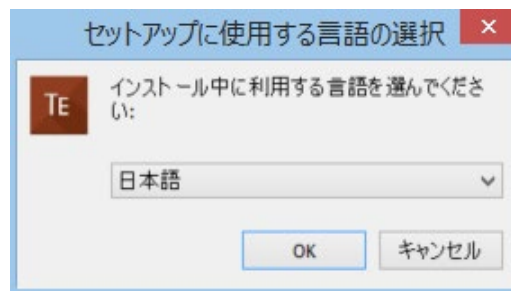 セットアップに使用する言語の選択
TE
インストール中に利用する言語を選んでくださ
い:
日本語
OK
キャンセル